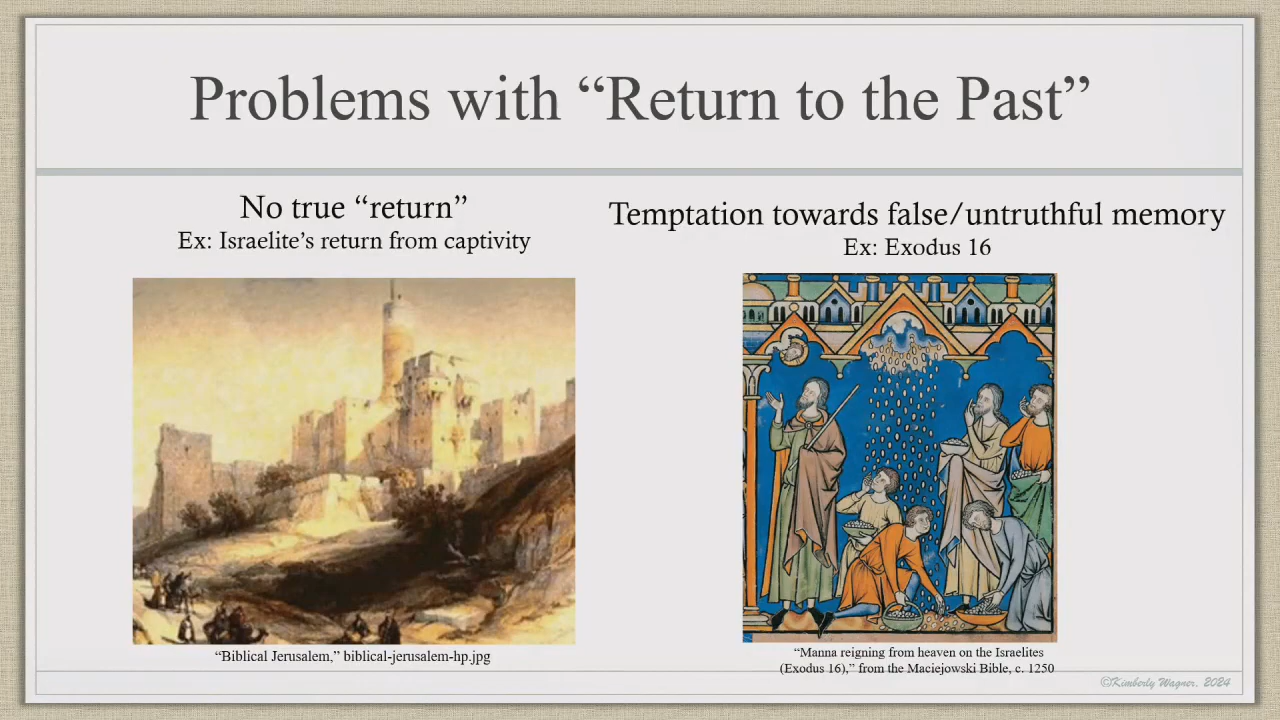 Problems with “Return to the Past”
No true “return”
Ex: Israelite’s return from captivity
Temptation towards false/untruthful memory
Ex: Exodus 16
“Biblical Jerusalem,” biblical-jerusalem-hp.jpg
“Manna reigning from heaven on the Israelites
(Exodus 16),” from the Maciejowski Bible, c. 1250
©Kimberly Wagner, 2024